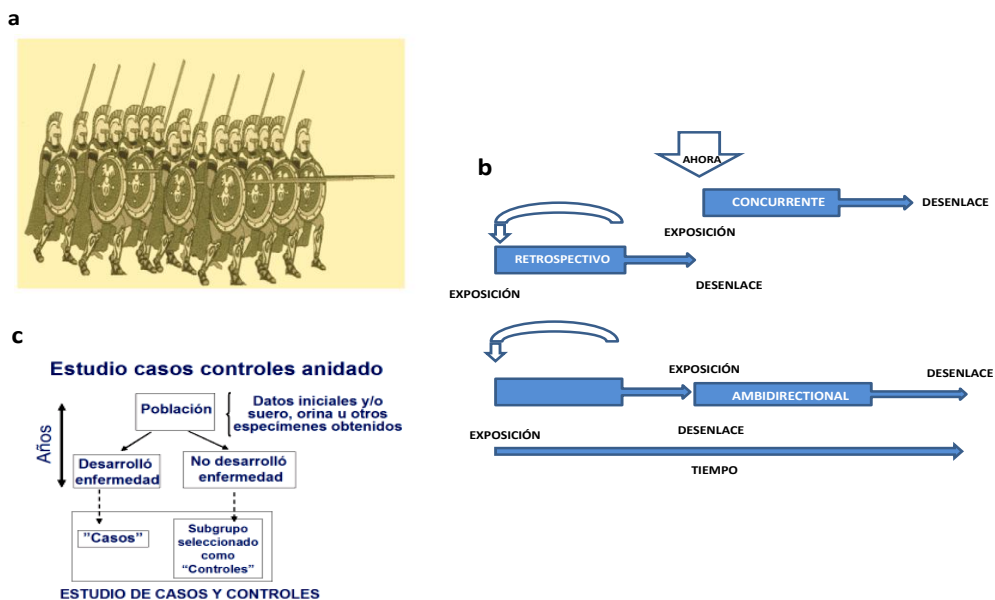 a
b
AHORA
CONCURRENTE
DESENLACE
EXPOSICIÓN
RETROSPECTIVO
EXPOSICIÓN
DESENLACE
EXPOSICIÓN
DESENLACE
AMBIDIRECTIONAL
EXPOSICIÓN
DESENLACE
TIEMPO
c
Estudio casos controles anidado
Años
Población
Datos iniciales y/o
suero, orina u otros
especímenes obtenidos
Desarrolló
enfermedad
No desarrolló
enfermedad
"Casos"
Subgrupo
seleccionado
como
"Controles"
ESTUDIO DE CASOS Y CONTROLES